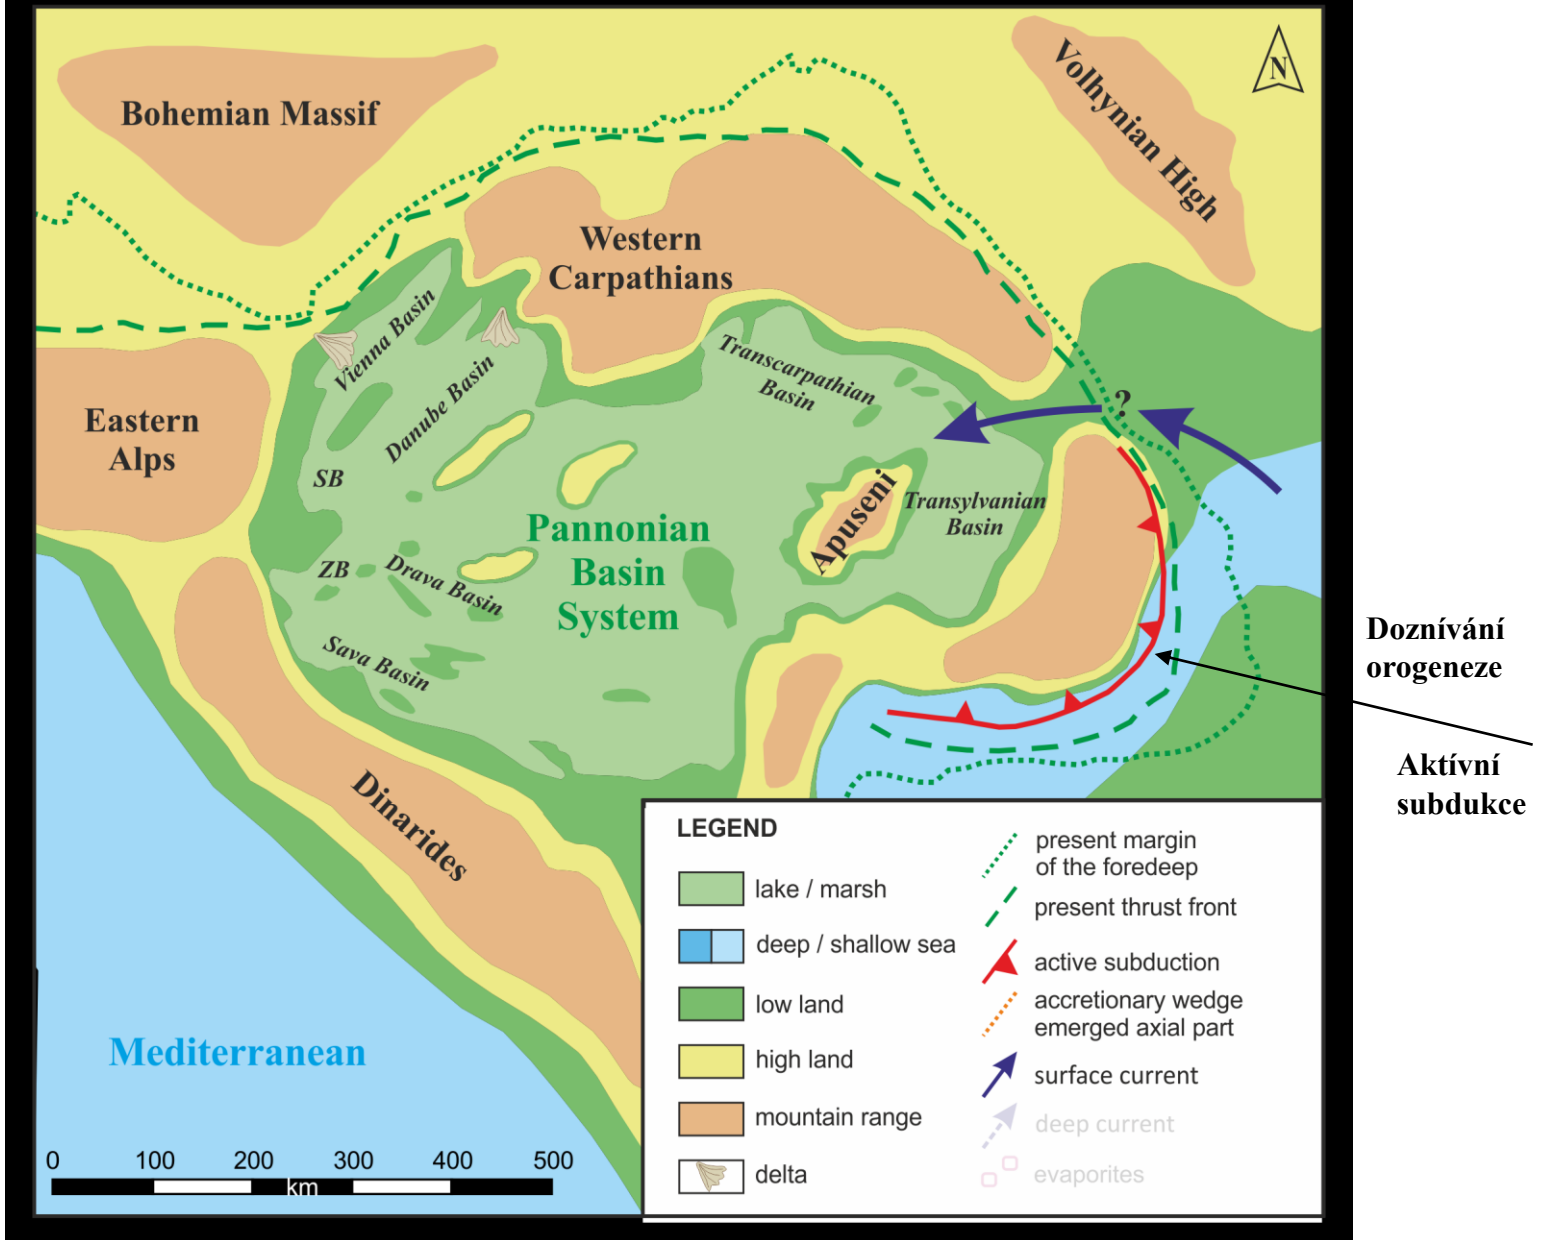 Bohemian Massif
Volhynian High
N
Western
Carpathians
Vienna Basin
Danube Basin
Transcarpathian
Basin
?
Eastern
Alps
SB
Apuseni
Transylvanian
Basin
Pannonian
Basin
System
ZB
Drava Basin
Sava Basin
Doznívání
orogeneze
Aktívní
subdukce
Dinarides
Mediterranean
0 100 200 300 400 500
km
LEGEND
lake / marsh
deep / shallow sea
low land
high land
mountain range
delta
present margin
of the foredeep
present thrust front
active subduction
accretionary wedge
emerged axial part
surface current
deep current
evaporites